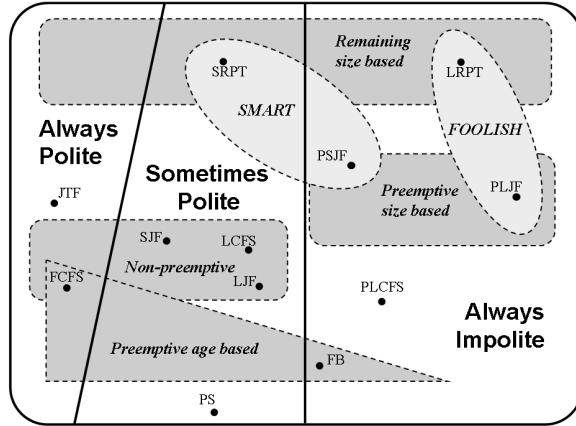 Remaining
size based
SRPT
LRPT
SMART
Always
Polite
FOOLISH
PSJF
Sometimes
Polite
JTF
Preemptive
size based
PLJF
SJF
LCFS
Non-preemptive
FCFS
LJF
PLCFS
Always
Impolite
Preemptive age based
FB
PS